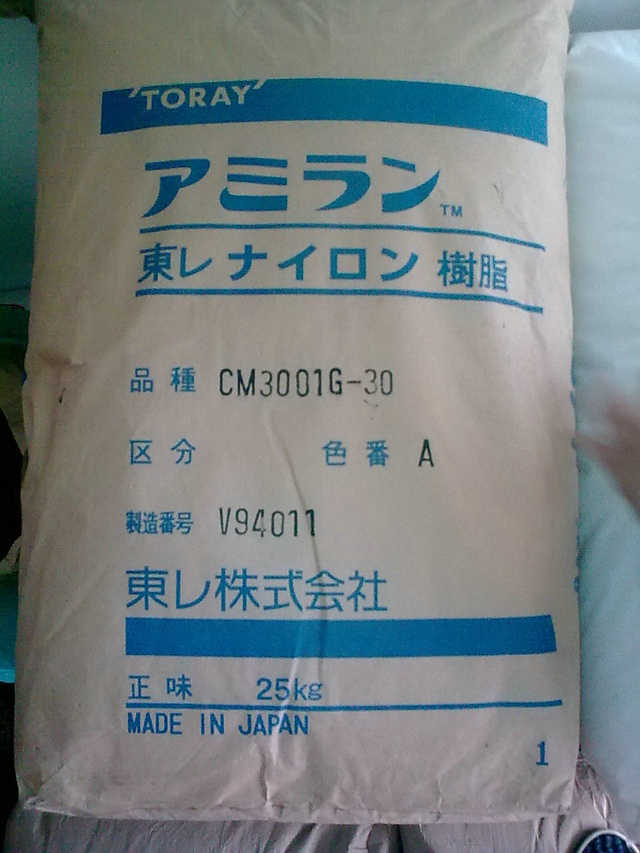 'TORAY'
アミラン™
東レ ナイロン 樹脂
品種 CM3001G-30
区分 色番 A
製造番号 V94011
東レ株式会社
正味 25kg
MADE IN JAPAN
1